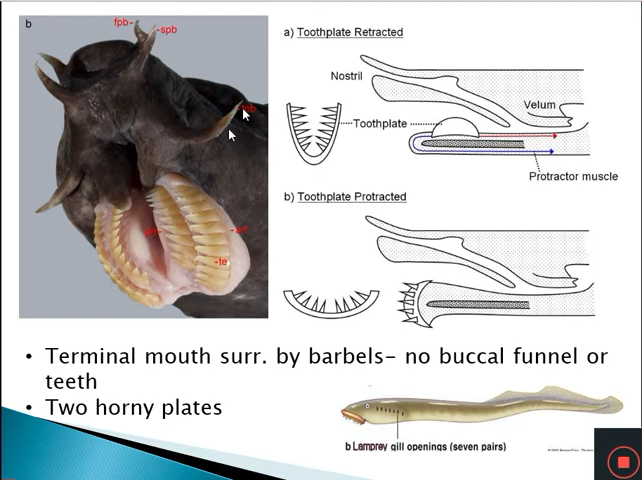 b
fpb-
-spb
a) Toothplate Retracted
Nostril
Velum
Toothplate
Protractor muscle
b) Toothplate Protracted
-te
• Terminal mouth surr. by barbels– no buccal funnel or
teeth
• Two horny plates
b Lamprey gill openings (seven pairs)